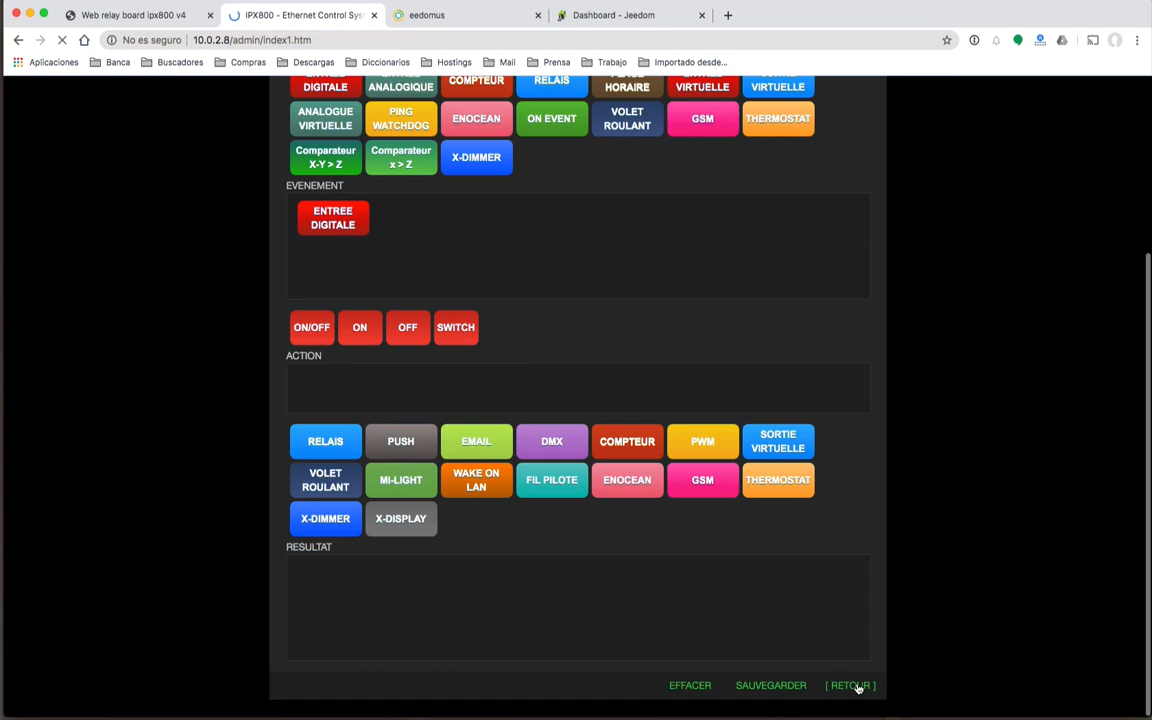 Web relay board ipx800 v4
IPX800 - Ethernet Control Sys
eedomus
Dashboard - Jeedom
No es seguro
10.0.2.8/admin/index1.htm
Aplicaciones
Banca
Buscadores
Compras
Descargas
Diccionarios
Hostings
Mail
Prensa
Trabajo
Importado desde...
DIGITALE
ANALOGIQUE
COMPTEUR
RELAIS
HORAIRE
VIRTUELLE
VIRTUELLE
ANALOGUE
VIRTUELLE
PING
WATCHDOG
ENOCEAN
ON EVENT
VOLET
ROULANT
GSM
THERMOSTAT
Comparateur
X-Y > Z
Comparateur
x > Z
X-DIMMER
EVENEMENT
ENTREE
DIGITALE
ON/OFF
ON
OFF
SWITCH
ACTION
RELAIS
PUSH
EMAIL
DMX
COMPTEUR
PWM
SORTIE
VIRTUELLE
VOLET
ROULANT
MI-LIGHT
WAKE ON
LAN
FIL PILOTE
ENOCEAN
GSM
THERMOSTAT
X-DIMMER
X-DISPLAY
RESULTAT
EFFACER
SAUVEGARDER
[ RETOUR ]